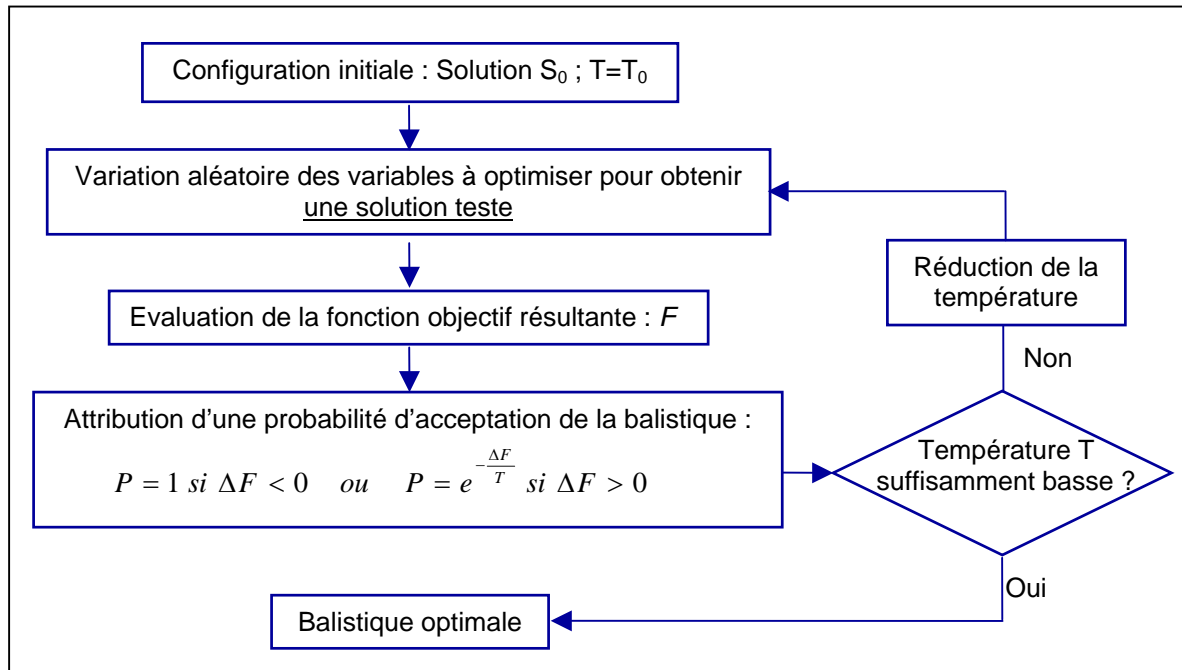 Configuration initiale : Solution S₀ ; T=T₀
Variation aléatoire des variables à optimiser pour obtenir
une solution teste
Evaluation de la fonction objectif résultante : F
Attribution d'une probabilité d'acceptation de la balistique :
P = 1 si ΔF < 0 ou P = e^{-ΔF/T} si ΔF > 0
Réduction de la
température
Non
Température T
suffisamment basse ?
Oui
Balistique optimale